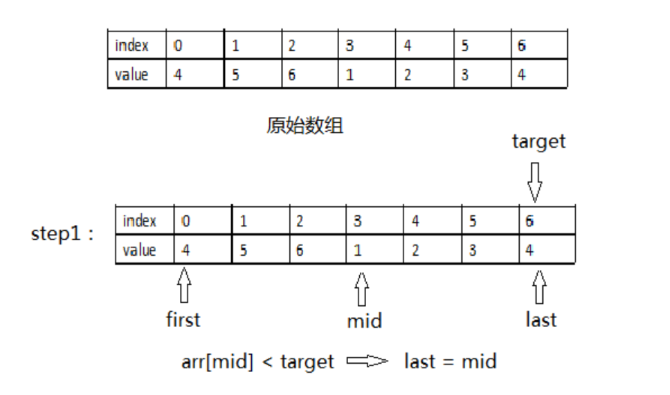 index 0 1 2 3 4 5 6
value 4 5 6 1 2 3 4
原始数组
target
step1：
index 0 1 2 3 4 5 6
value 4 5 6 1 2 3 4
first mid last
arr[mid] < target ⇒ last = mid